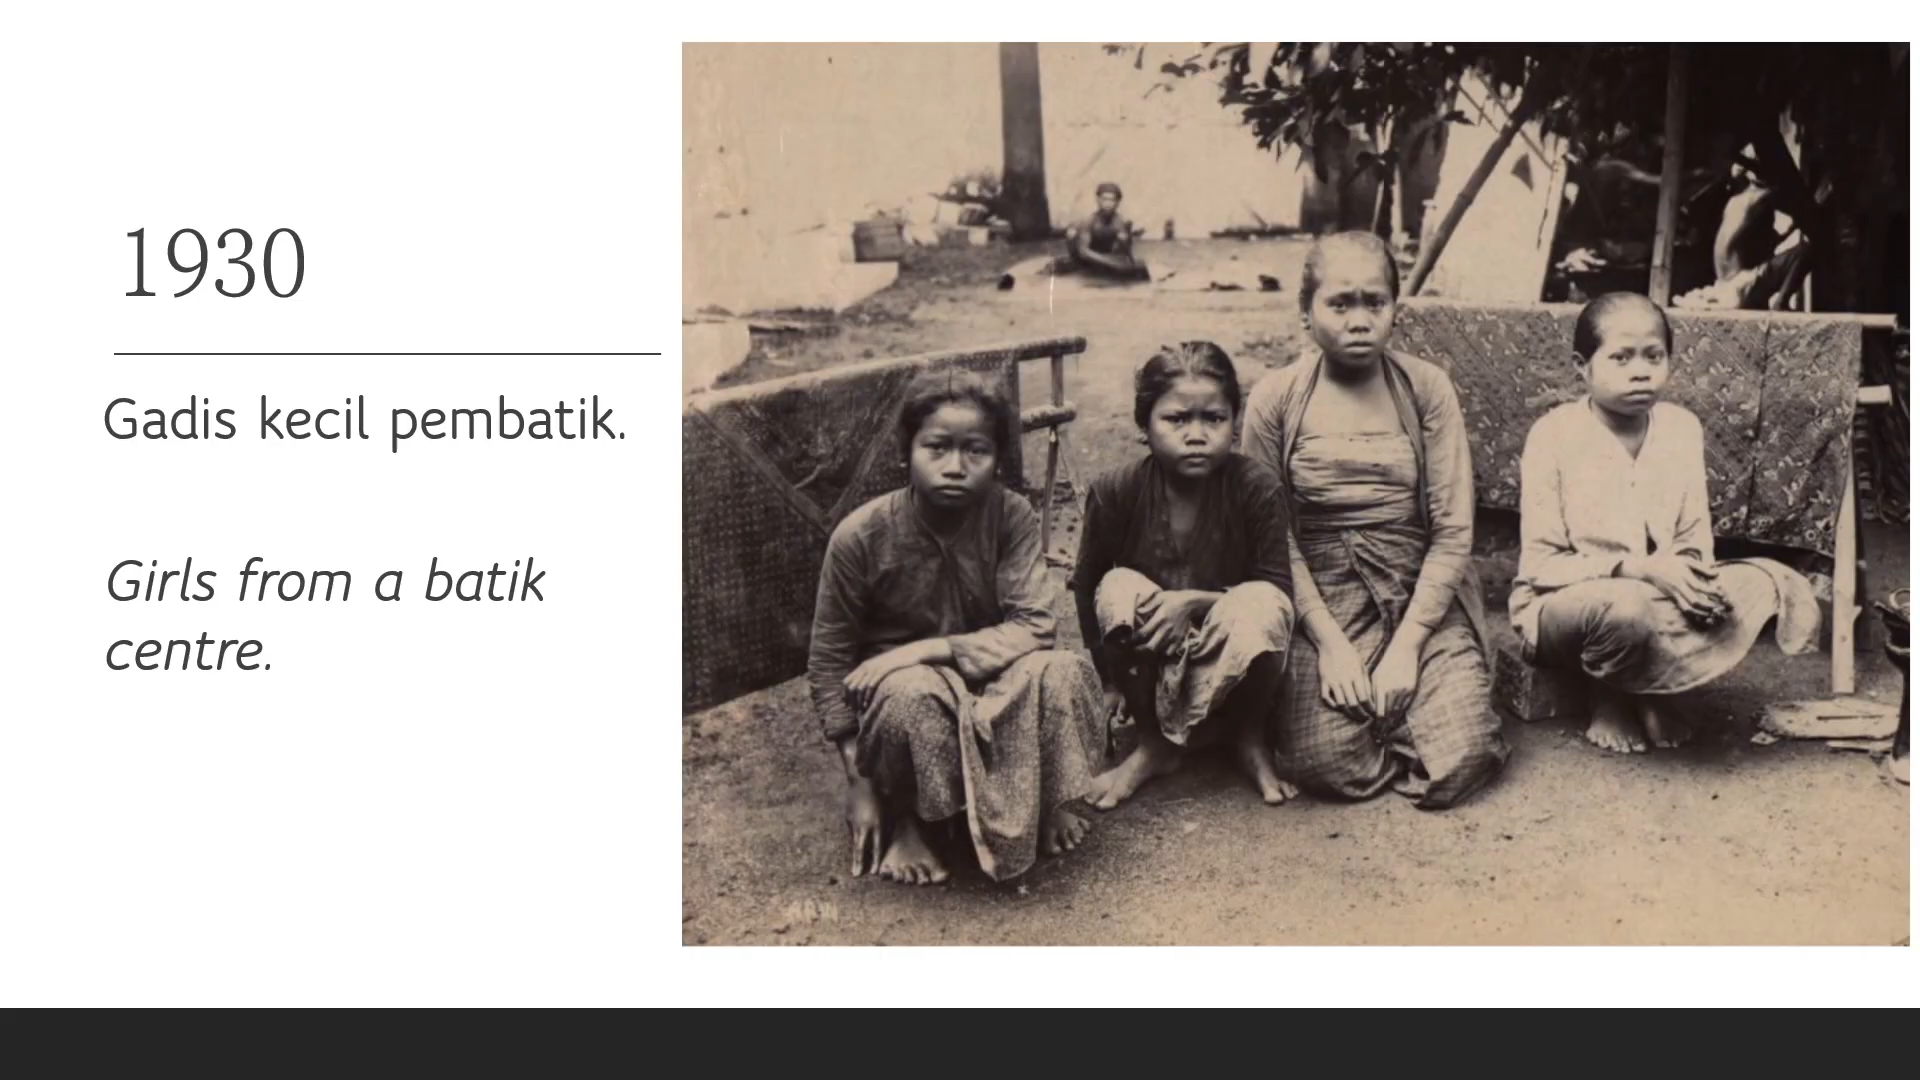 1930
Gadis kecil pembatik.
Girls from a batik
centre.